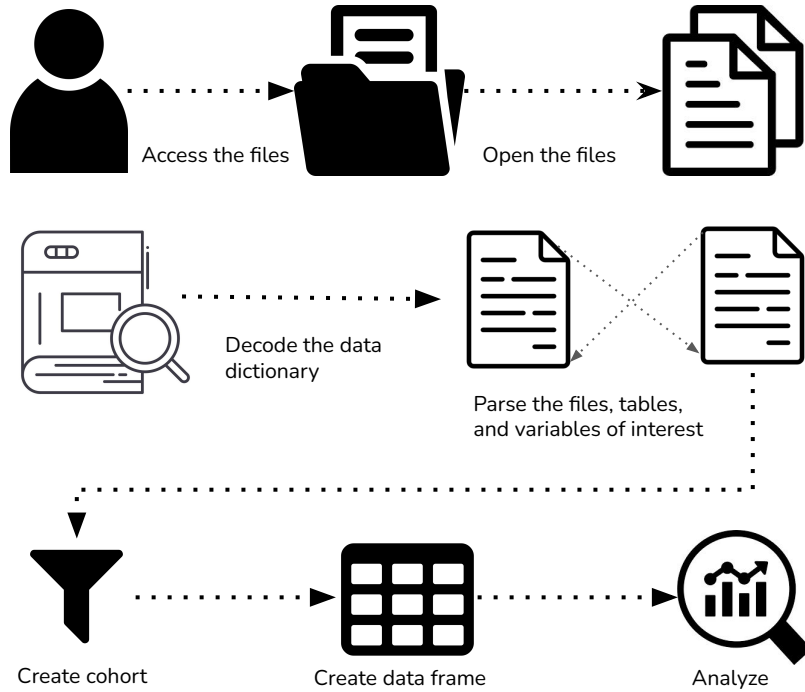 Access the files
Open the files
Decode the data
dictionary
Parse the files, tables,
and variables of interest
Create cohort
Create data frame
Analyze